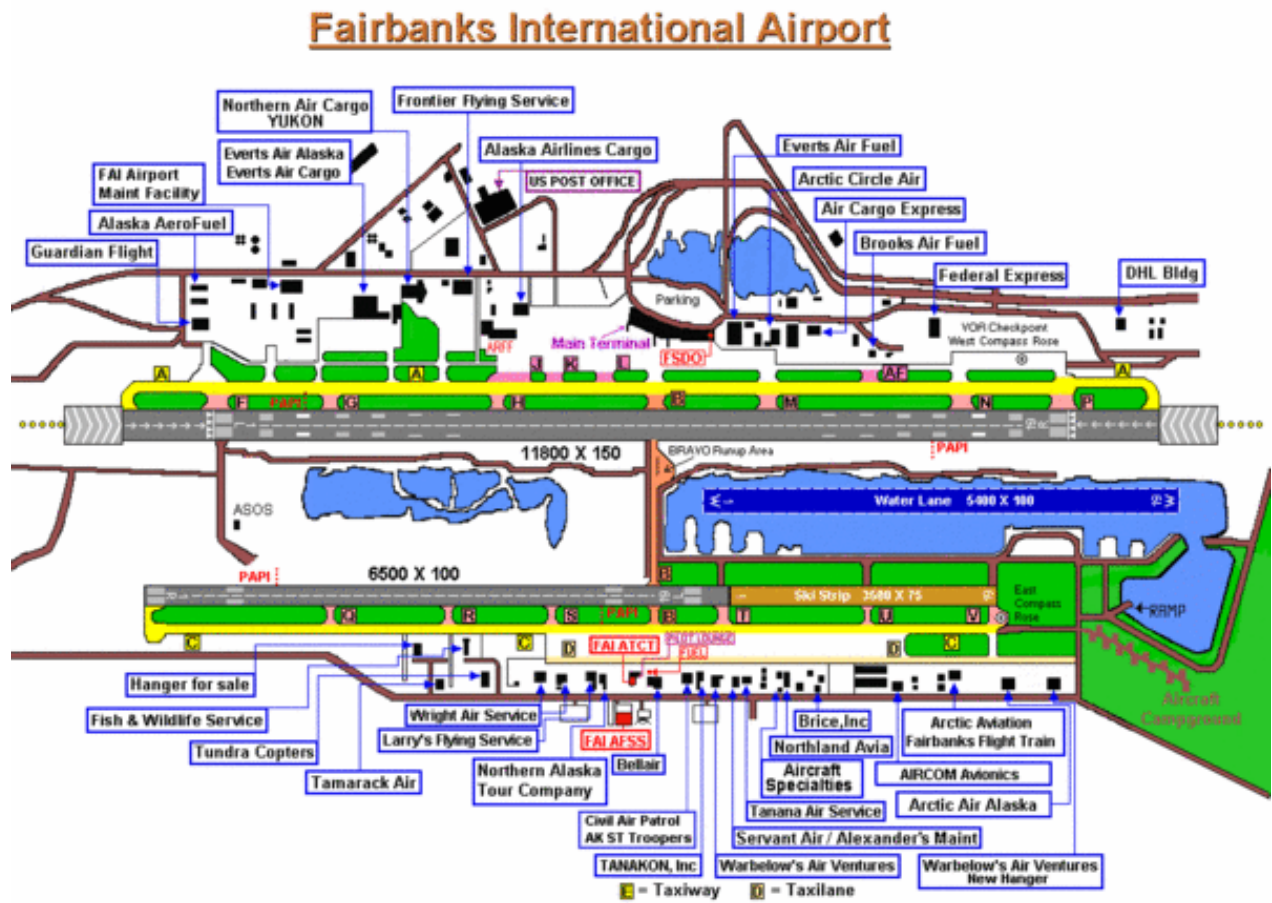 Fairbanks International Airport
Northern Air Cargo
YUKON
Frontier Flying Service
Everts Air Alaska
Everts Air Cargo
Alaska Airlines Cargo
US POST OFFICE
FAI Airport
Maint Facility
Alaska AeroFuel
Guardian Flight
Everts Air Fuel
Arctic Circle Air
Air Cargo Express
Brooks Air Fuel
Federal Express
DHL Bldg
Parking
Main Terminal
ARFF
FSDO
VOR Checkpoint
West Compass Rose
J
K
L
A
A
AF
A
PAPI
F
G
H
B
M
N
P
11800 X 150
BRAVO Runup Area
PAPI
ASOS
Water Lane 5400 X 100
PAPI
6500 X 100
B
Ski Strip
X 75
East
Compass
Rose
RAMP
Q
R
S
PAPI
B
T
U
V
C
C
D
D
C
FAI ATCT
PILOT LOUNGE
FUEL
Aircraft
Campground
Hanger for sale
Fish & Wildlife Service
Tundra Copters
Tamarack Air
Wright Air Service
Larry's Flying Service
Northern Alaska
Tour Company
FAI AFSS
Bellair
Civil Air Patrol
AK ST Troopers
TANAKON, Inc
Brice,Inc
Northland Avia
Aircraft
Specialties
Tanana Air Service
Servant Air / Alexander's Maint
Warbelow's Air Ventures
Arctic Aviation
Fairbanks Flight Train
AIRCOM Avionics
Arctic Air Alaska
Warbelow's Air Ventures
New Hanger
E = Taxiway
D = Taxilane